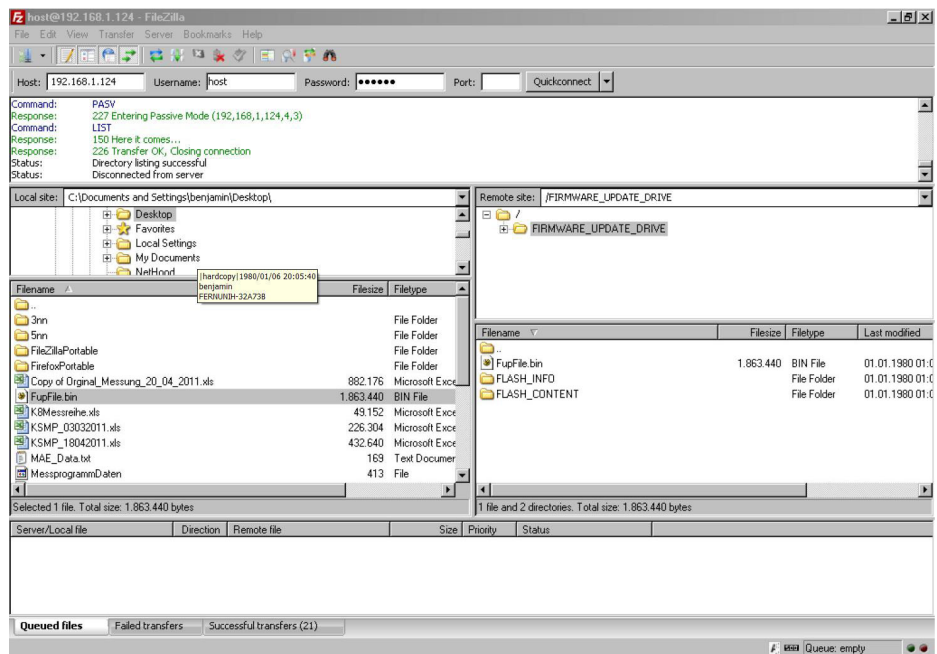 host@192.168.1.124 - FileZilla
File Edit View Transfer Server Bookmarks Help
Host: 192.168.1.124 Username: host Password: ●●●●●● Port: Quickconnect
Command: PASV
Response: 227 Entering Passive Mode (192,168,1,124,4,3)
Command: LIST
Response: 150 Here it comes...
Response: 226 Transfer OK, Closing connection
Status: Directory listing successful
Status: Disconnected from server
Local site: C:\Documents and Settings\benjamin\Desktop\
Desktop
Favorites
Local Settings
My Documents
NetHood
|hardcopy|1980/01/06 20:05:40
benjamin
FERNUNIH-32A73B
Filename Filesize Filetype
..
3nn File Folder
5nn File Folder
FileZillaPortable File Folder
FirefoxPortable File Folder
Copy of Orginal_Messung_20_04_2011.xls 882.176 Microsoft Exce
FupFile.bin 1.863.440 BIN File
K8Messreihe.xls 49.152 Microsoft Exce
KSMP_03032011.xls 226.304 Microsoft Exce
KSMP_18042011.xls 432.640 Microsoft Exce
MAE_Data.txt 169 Text Documer
MessprogrammDaten 413 File
Selected 1 file. Total size: 1.863.440 bytes
Remote site: /FIRMWARE_UPDATE_DRIVE
/
FIRMWARE_UPDATE_DRIVE
Filename Filesize Filetype Last modified
..
FupFile.bin 1.863.440 BIN File 01.01.1980 01:0
FLASH_INFO File Folder 01.01.1980 01:0
FLASH_CONTENT File Folder 01.01.1980 01:0
1 file and 2 directories. Total size: 1.863.440 bytes
Server/Local file Direction Remote file Size Priority Status
Queued files Failed transfers Successful transfers (21)
Queue: empty